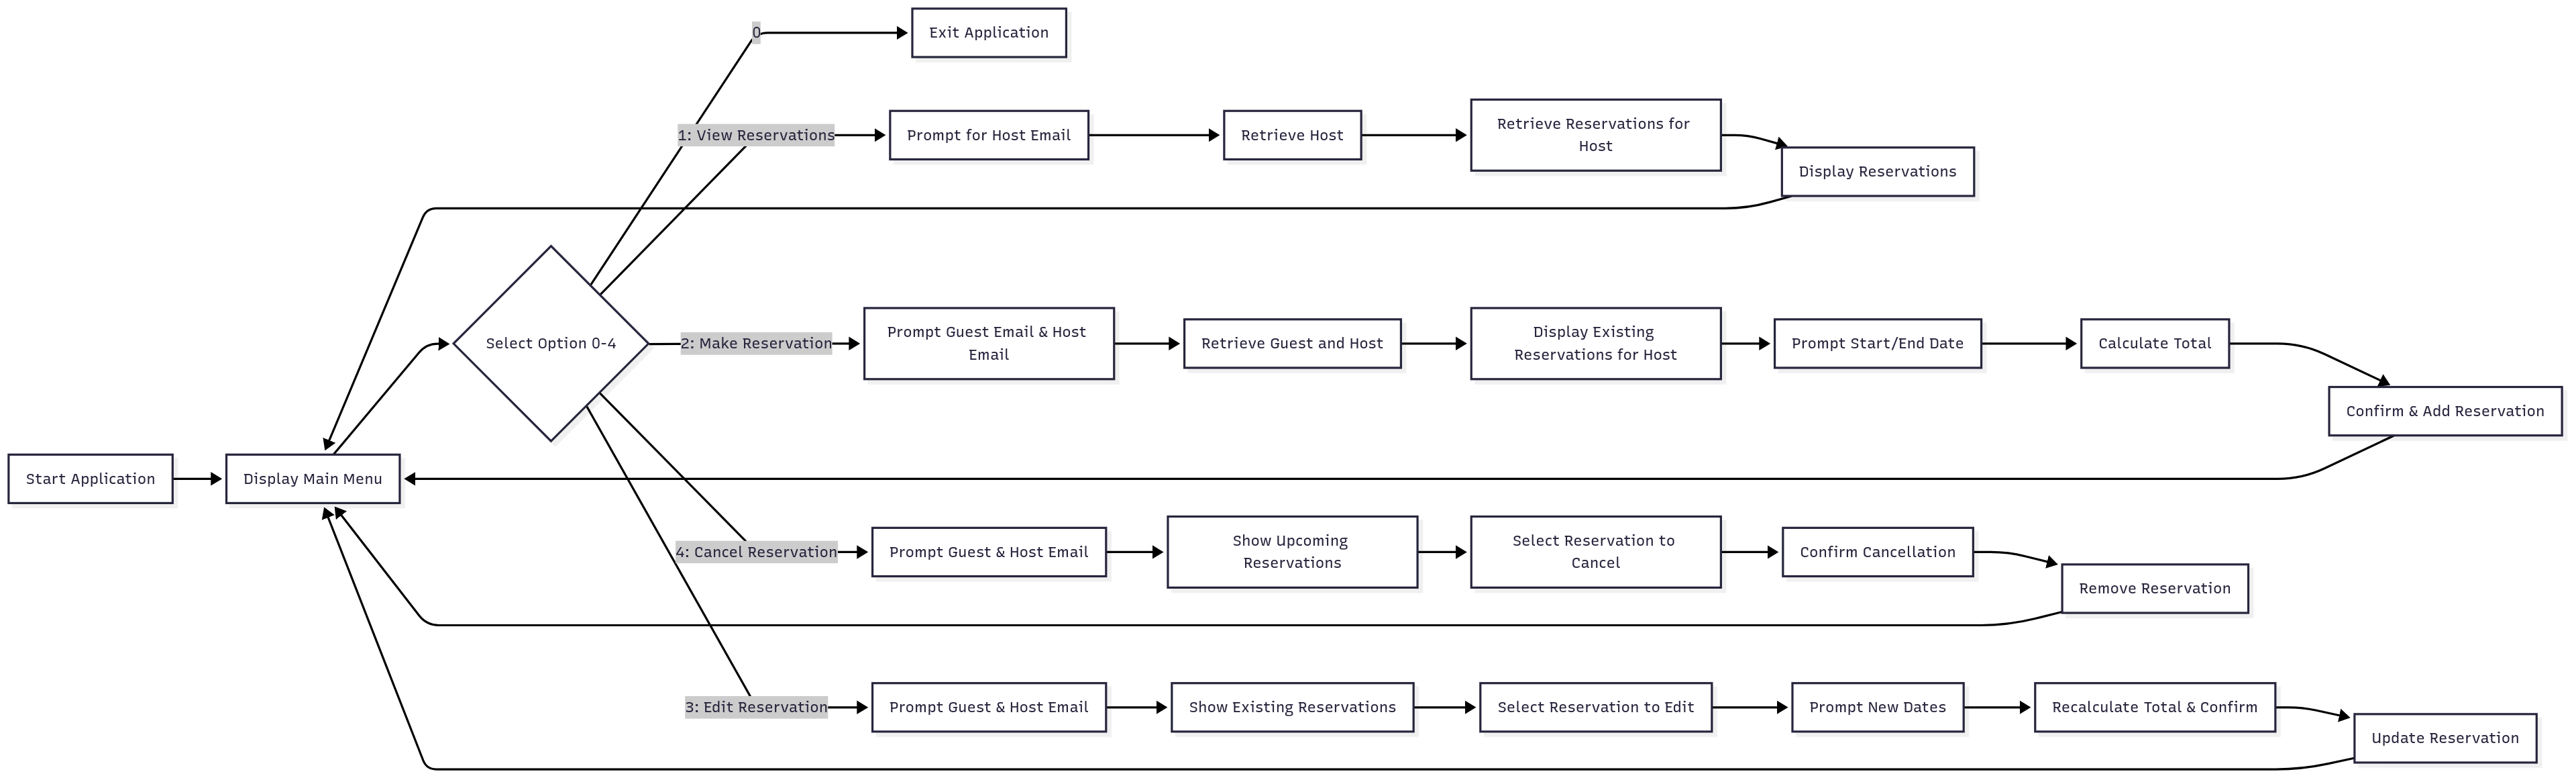 0
Exit Application
1: View Reservations
Prompt for Host Email
Retrieve Host
Retrieve Reservations for
Host
Display Reservations
Select Option 0-4
2: Make Reservation
Prompt Guest Email & Host
Email
Retrieve Guest and Host
Display Existing
Reservations for Host
Prompt Start/End Date
Calculate Total
Confirm & Add Reservation
Start Application
Display Main Menu
4: Cancel Reservation
Prompt Guest & Host Email
Show Upcoming
Reservations
Select Reservation to
Cancel
Confirm Cancellation
Remove Reservation
3: Edit Reservation
Prompt Guest & Host Email
Show Existing Reservations
Select Reservation to Edit
Prompt New Dates
Recalculate Total & Confirm
Update Reservation